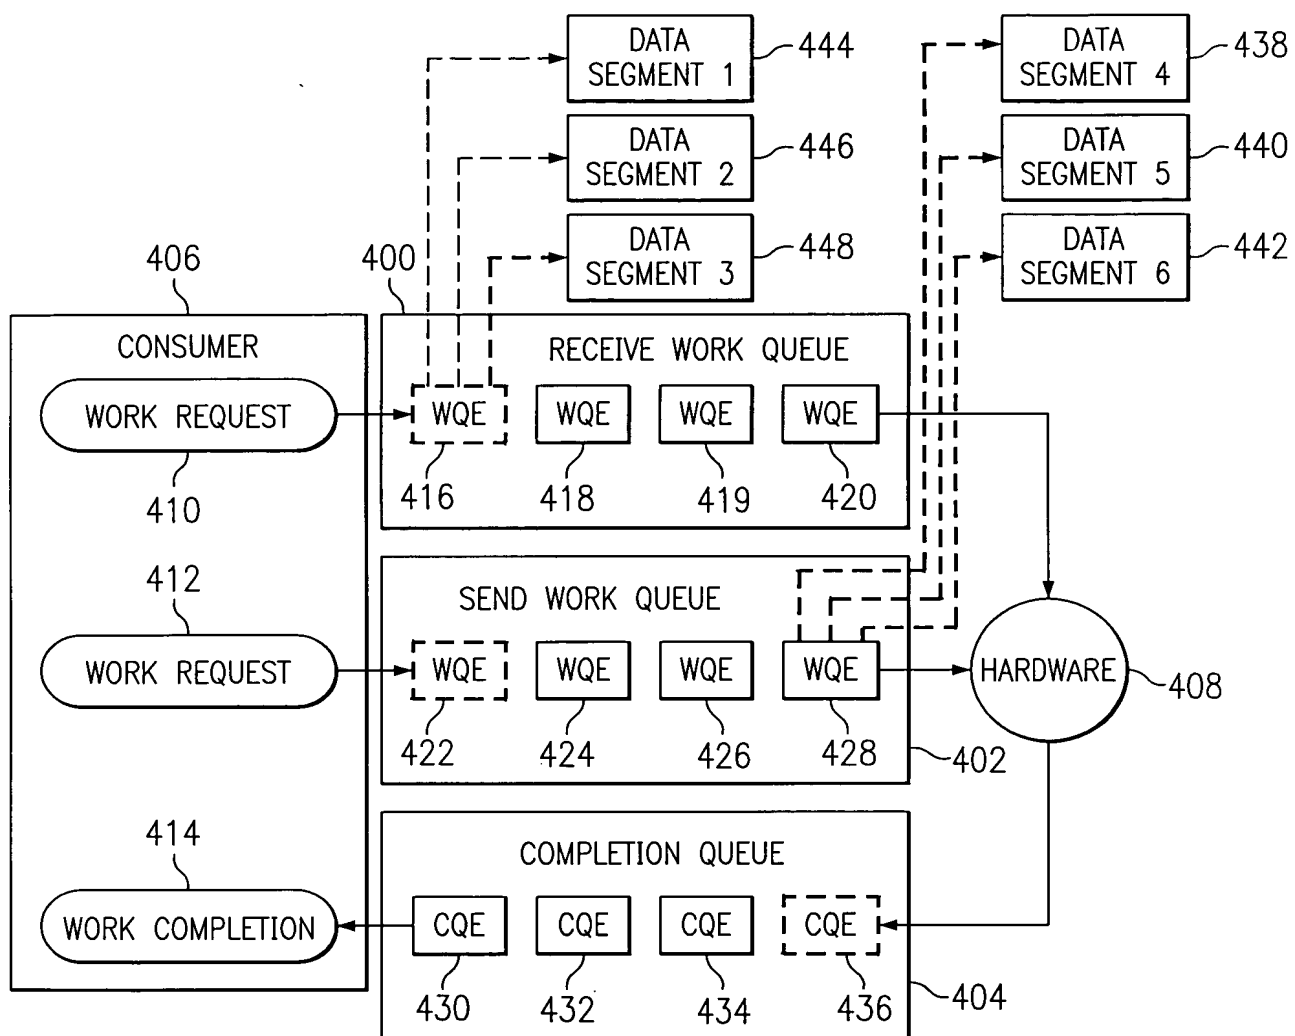 DATA
SEGMENT 1
444
DATA
SEGMENT 4
438
DATA
SEGMENT 2
446
DATA
SEGMENT 5
440
DATA
SEGMENT 3
448
DATA
SEGMENT 6
442
406
400
CONSUMER
RECEIVE WORK QUEUE
WORK REQUEST
WQE
WQE
WQE
WQE
410
416
418
419
420
412
SEND WORK QUEUE
WORK REQUEST
WQE
WQE
WQE
WQE
HARDWARE
408
422
424
426
428
402
414
COMPLETION QUEUE
WORK COMPLETION
CQE
CQE
CQE
CQE
430
432
434
436
404